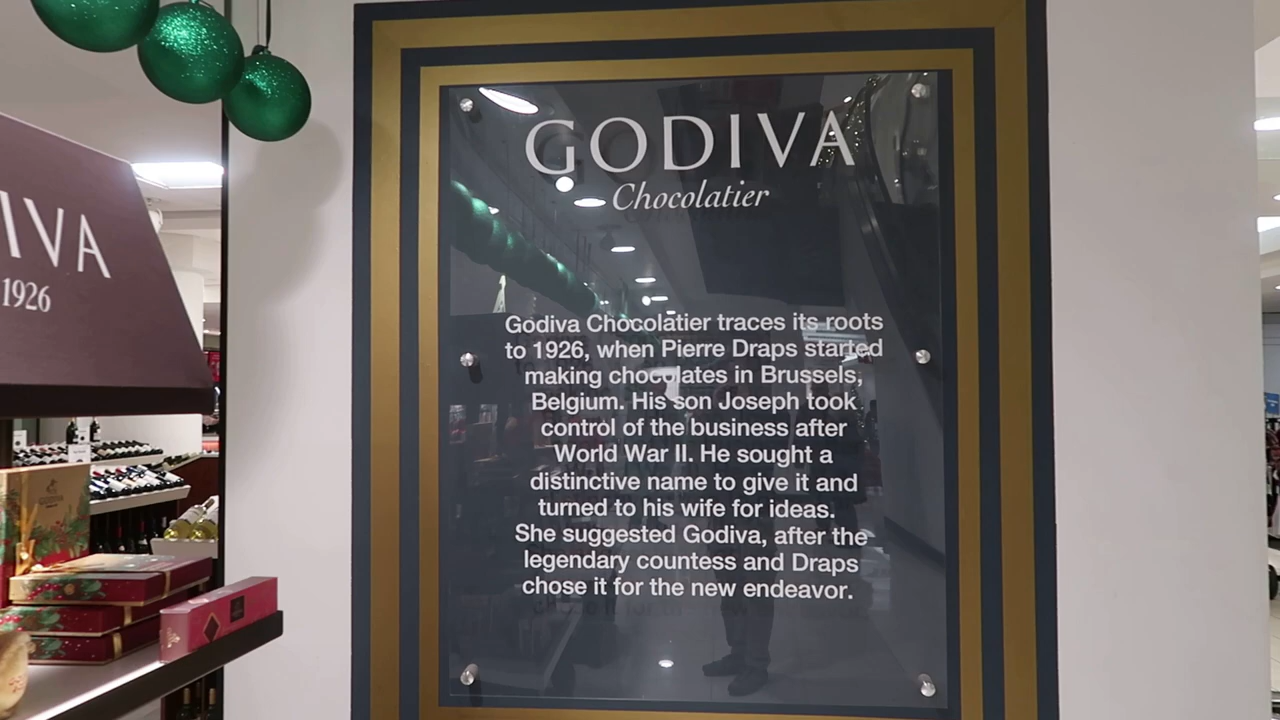 GODIVA
Chocolatier
Godiva Chocolatier traces its roots
to 1926, when Pierre Draps started
making chocolates in Brussels,
Belgium. His son Joseph took
control of the business after
World War II. He sought a
distinctive name to give it and
turned to his wife for ideas.
She suggested Godiva, after the
legendary countess and Draps
chose it for the new endeavor.
IVA
1926